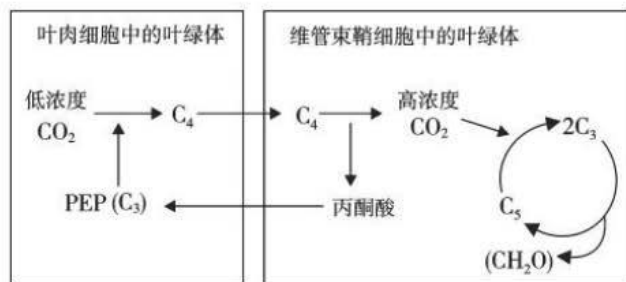 叶肉细胞中的叶绿体
维管束鞘细胞中的叶绿体
低浓度
CO₂
C₄
C₄
高浓度
CO₂
2C₃
PEP (C₃)
丙酮酸
C₅
(CH₂O)